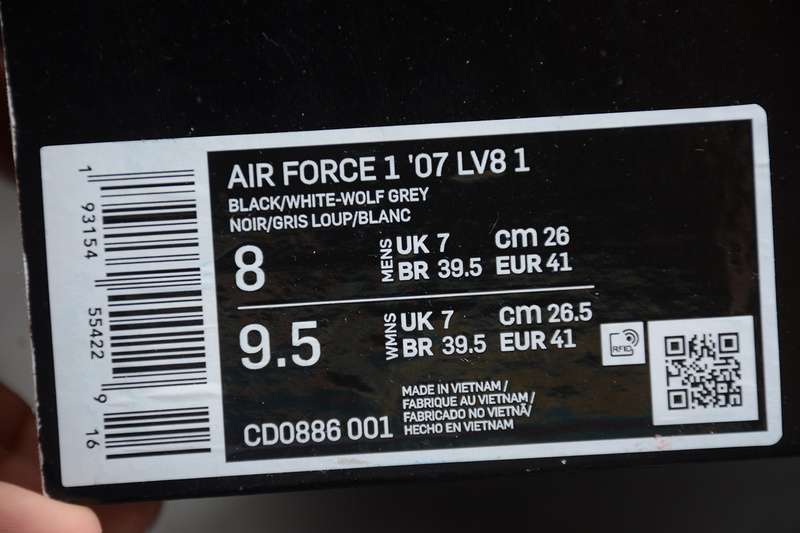 AIR FORCE 1 '07 LV8 1
BLACK/WHITE-WOLF GREY
NOIR/GRIS LOUP/BLANC
8
MENS
UK 7 cm 26
BR 39.5 EUR 41
9.5
WMNS
UK 7 cm 26.5
BR 39.5 EUR 41
RFID
CD0886 001
MADE IN VIETNAM /
FABRIQUE AU VIETNAM /
FABRICADO NO VIETNÃ/
HECHO EN VIETNAM
1 93154 55422 9 16